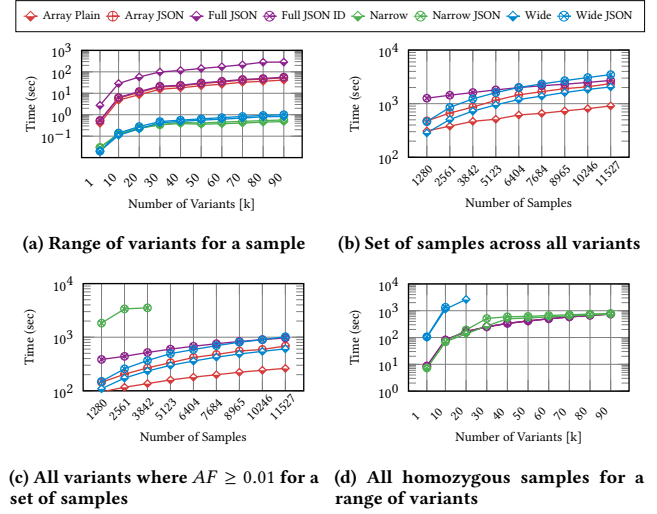 Array Plain Array JSON Full JSON Full JSON ID Narrow Narrow JSON Wide Wide JSON
10^3
10^2
10^1
10^0
10^−1
Time (sec)
1 10 20 30 40 50 60 70 80 90
Number of Variants [k]
(a) Range of variants for a sample
10^4
10^3
10^2
Time (sec)
1280 2561 3842 5123 6404 7684 8965 10246 11527
Number of Samples
(b) Set of samples across all variants
10^4
10^3
10^2
Time (sec)
1280 2561 3842 5123 6404 7684 8965 10246 11527
Number of Samples
(c) All variants where AF ≥ 0.01 for a
set of samples
10^4
10^3
10^2
10^1
10^0
Time (sec)
1 10 20 30 40 50 60 70 80 90
Number of Variants [k]
(d) All homozygous samples for a
range of variants